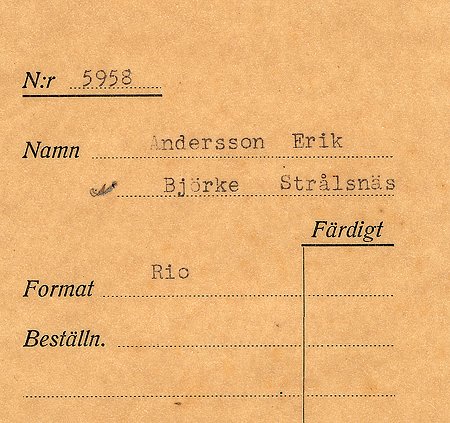 N:r 5958
Namn Andersson Erik
Björke Strålsnäs
Färdigt
Format Rio
Beställn.